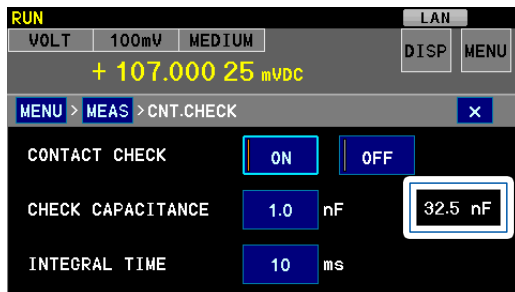 RUN LAN
VOLT 100mV MEDIUM DISP MENU
+ 107.000 25 mVDC
MENU > MEAS > CNT.CHECK ×
CONTACT CHECK ON OFF
CHECK CAPACITANCE 1.0 nF 32.5 nF
INTEGRAL TIME 10 ms